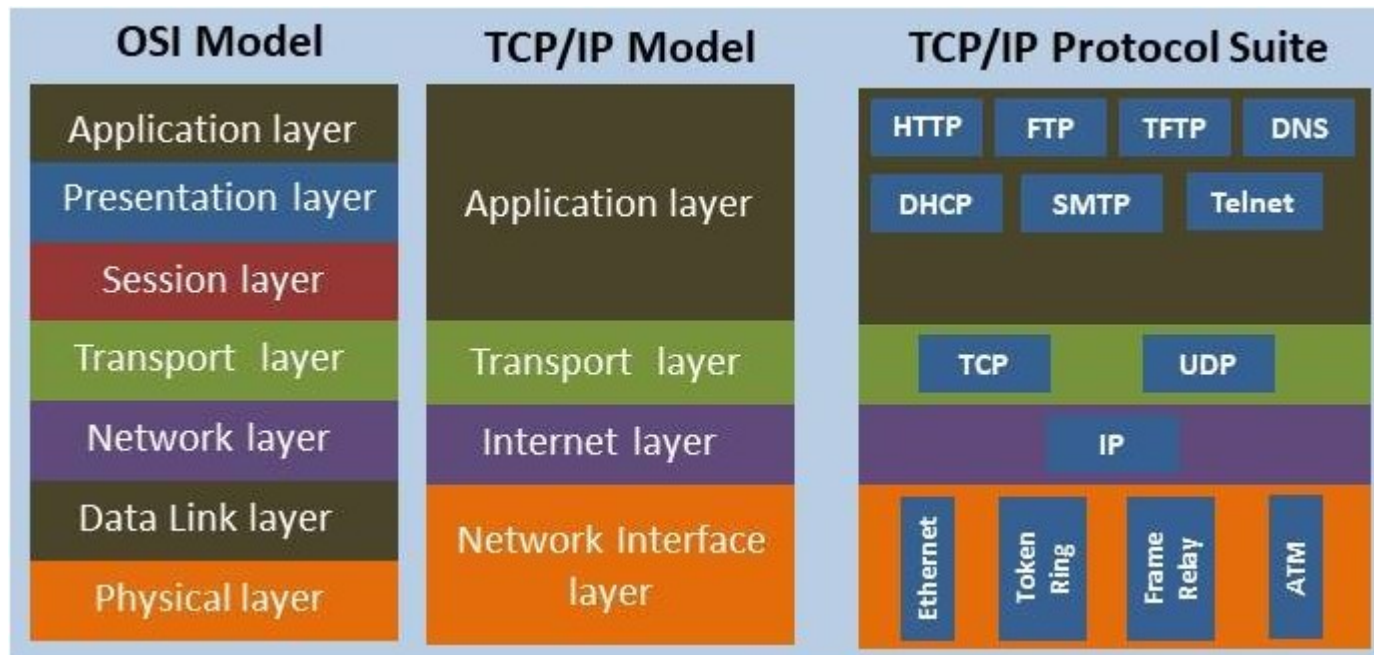 OSI Model
TCP/IP Model
TCP/IP Protocol Suite
Application layer
Presentation layer
Session layer
Transport layer
Network layer
Data Link layer
Physical layer
Application layer
Transport layer
Internet layer
Network Interface
layer
HTTP
FTP
TFTP
DNS
DHCP
SMTP
Telnet
TCP
UDP
IP
Ethernet
Token
Ring
Frame
Relay
ATM